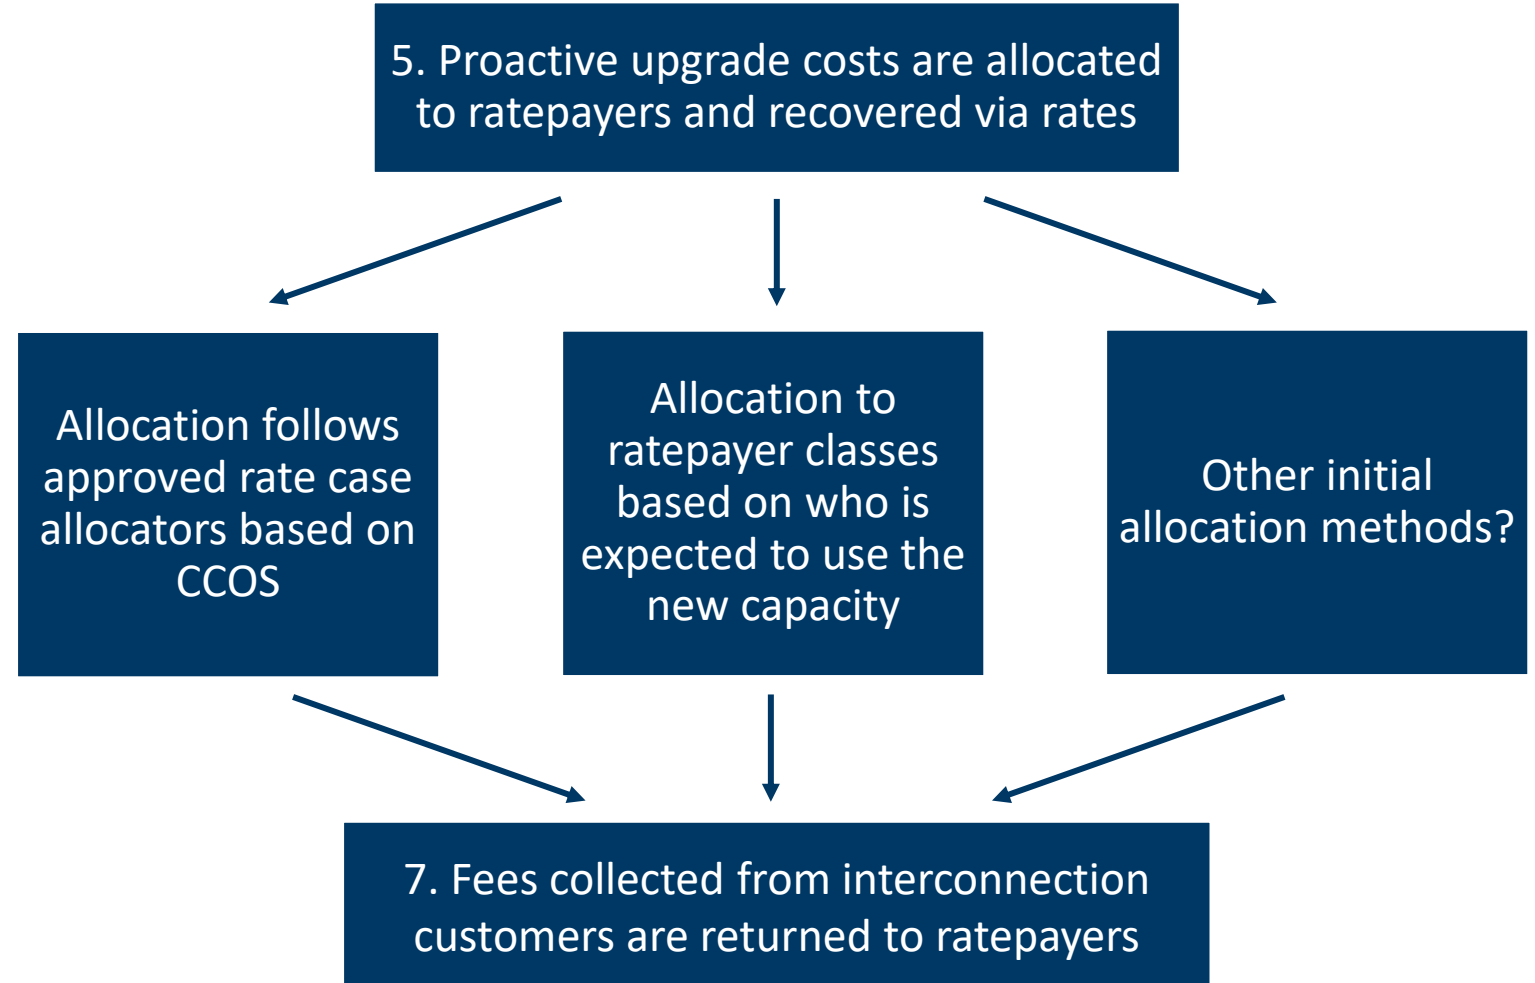 5. Proactive upgrade costs are allocated
to ratepayers and recovered via rates
Allocation follows
approved rate case
allocators based on
CCOS
Allocation to
ratepayer classes
based on who is
expected to use the
new capacity
Other initial
allocation methods?
7. Fees collected from interconnection
customers are returned to ratepayers